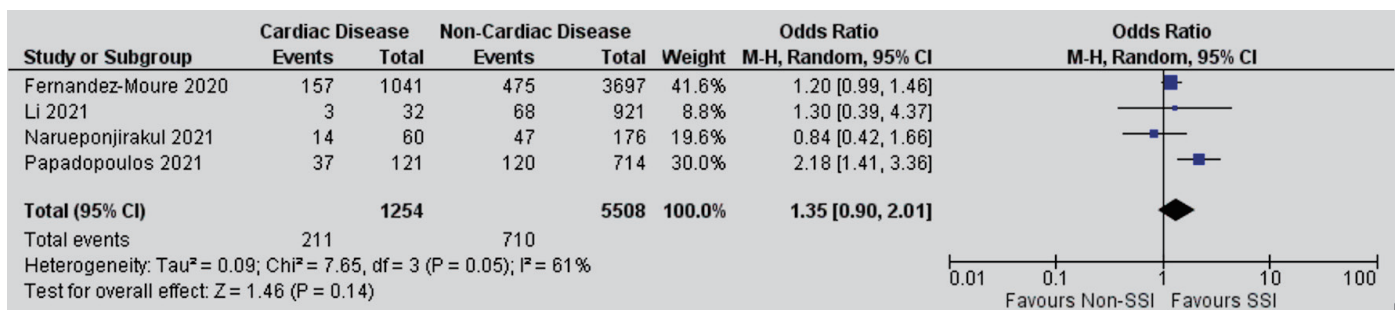 Cardiac Disease Non-Cardiac Disease Odds Ratio Odds Ratio
Study or Subgroup Events Total Events Total Weight M-H, Random, 95% CI M-H, Random, 95% CI
Fernandez-Moure 2020 157 1041 475 3697 41.6% 1.20 [0.99, 1.46]
Li 2021 3 32 68 921 8.8% 1.30 [0.39, 4.37]
Narueponjirakul 2021 14 60 47 176 19.6% 0.84 [0.42, 1.66]
Papadopoulos 2021 37 121 120 714 30.0% 2.18 [1.41, 3.36]
Total (95% CI) 1254 5508 100.0% 1.35 [0.90, 2.01]
Total events 211 710
Heterogeneity: Tau² = 0.09; Chi² = 7.65, df = 3 (P = 0.05); I² = 61%
Test for overall effect: Z = 1.46 (P = 0.14)
0.01 0.1 1 10 100
Favours Non-SSI Favours SSI